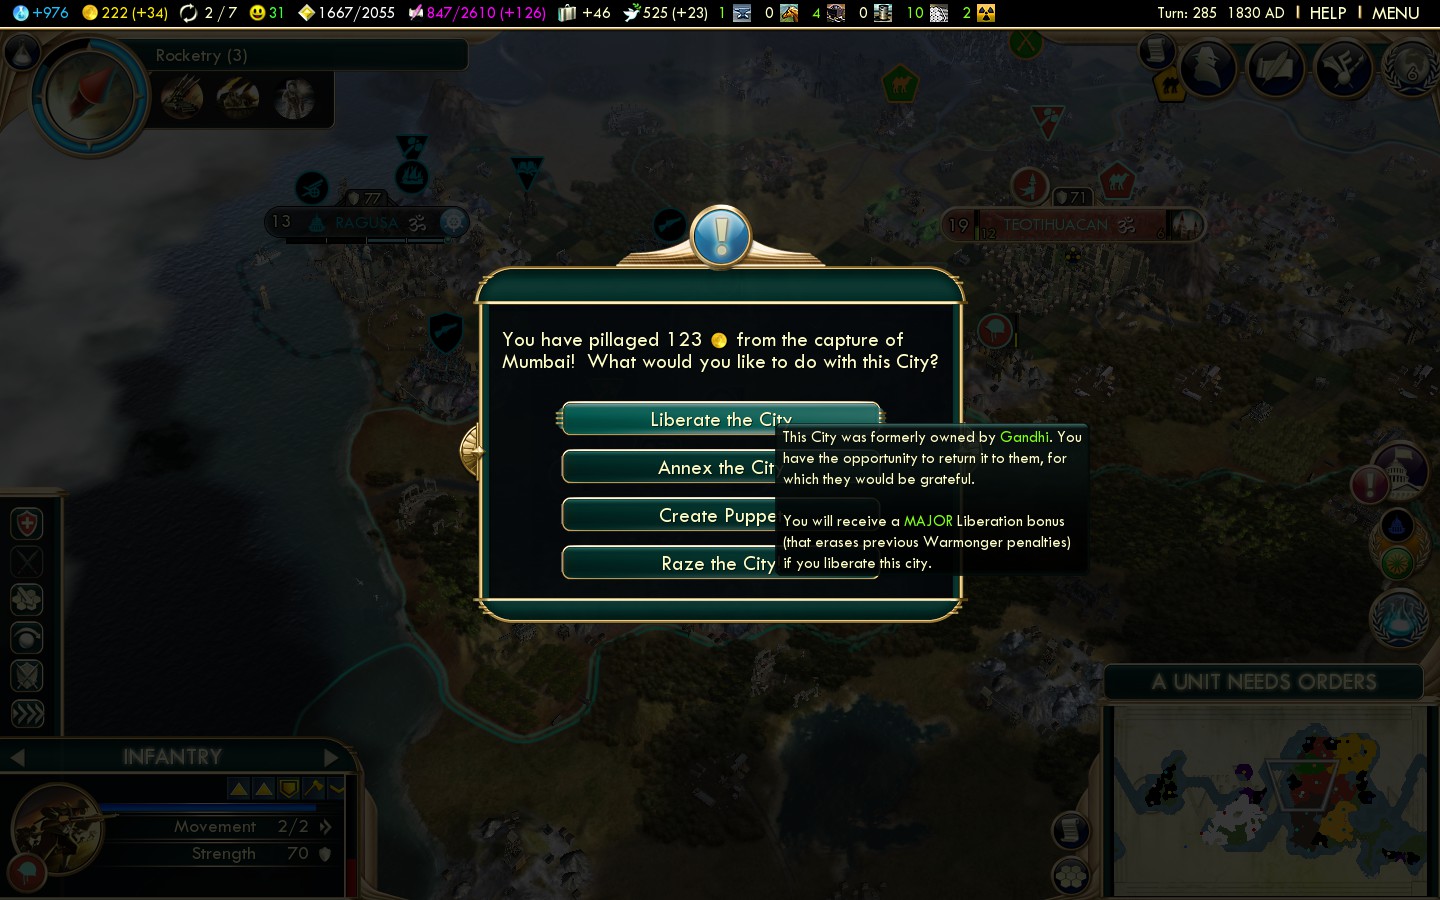 +976 222 (+34) 2 / 7 31 1667/2055 847/2610 (+126) +46 525 (+23) 1 0 4 0 10 2 Turn: 285 1830 AD HELP MENU
Rocketry (3)
6
77
13 RAGUSA
71
19 12 TEOTIHUACAN 6
You have pillaged 123 from the capture of
Mumbai! What would you like to do with this City?
Liberate the City
Annex the Cit
Create Puppe
Raze the City
This City was formerly owned by Gandhi. You
have the opportunity to return it to them, for
which they would be grateful.
You will receive a MAJOR Liberation bonus
(that erases previous Warmonger penalties)
if you liberate this city.
A UNIT NEEDS ORDERS
INFANTRY
Movement 2/2
Strength 70